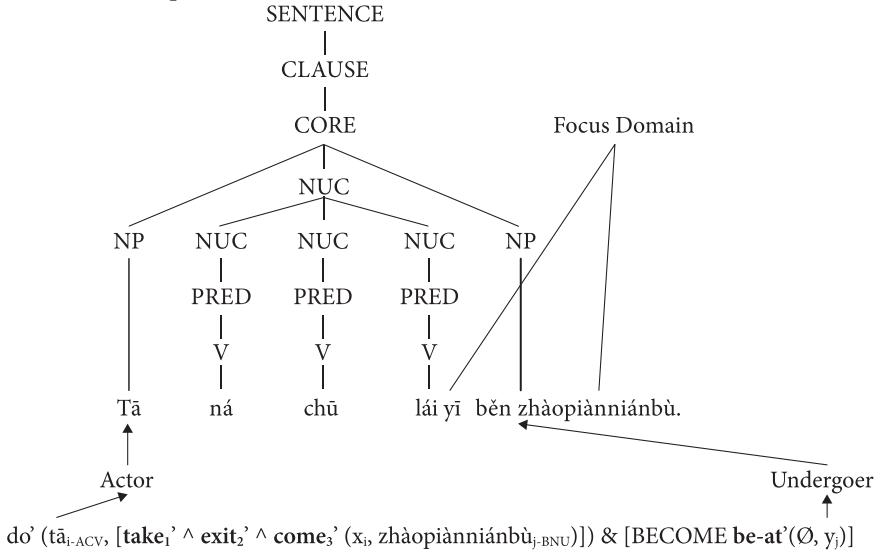 SENTENCE
CLAUSE
CORE Focus Domain
NUC
NP NUC NUC NUC NP
PRED PRED PRED
V V V
Tā ná chū lái yī běn zhàopiànniánbù.
Actor Undergoer
do’ (tāi-ACV, [take₁’ ^ exit₂’ ^ come₃’ (xi, zhàopiànniánbùj-BNU)]) & [BECOME be-at’(Ø, yj)]